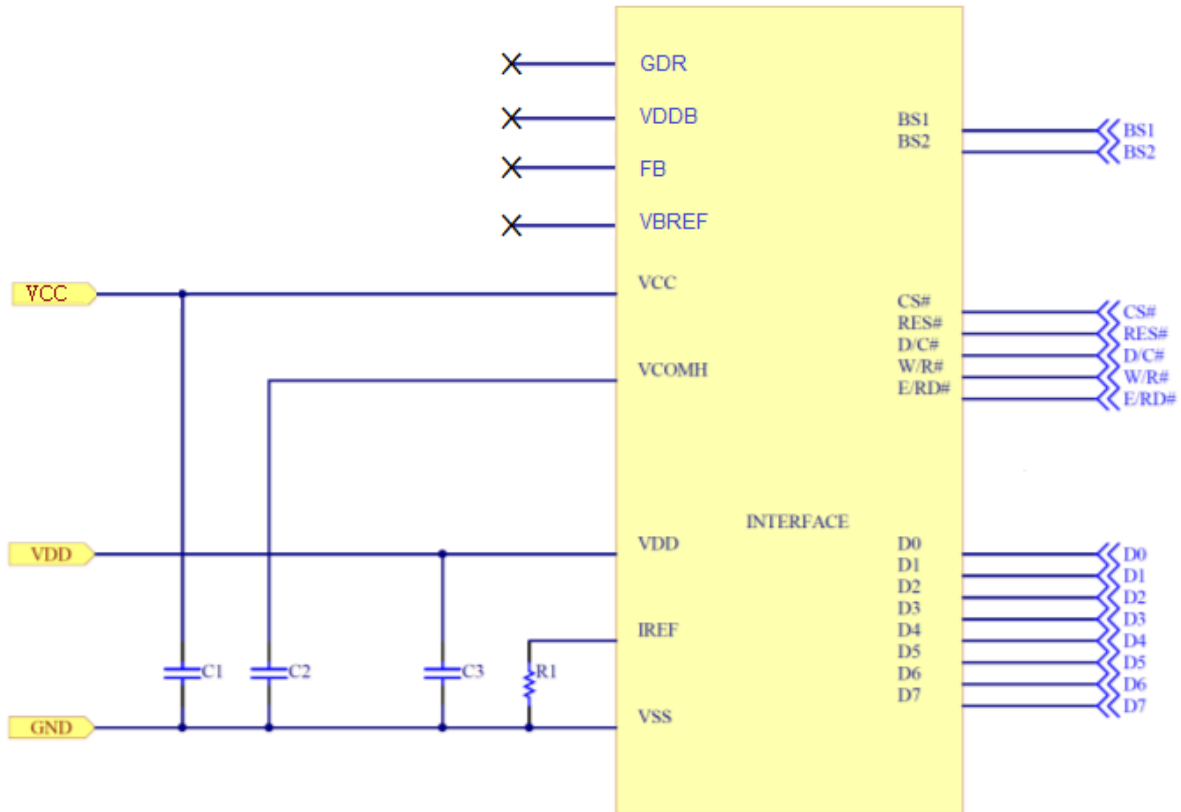 GDR
VDDB
FB
VBREF
BS1 BS1
BS2 BS2
VCC VCC
CS# CS#
RES# RES#
D/C# D/C#
W/R# W/R#
E/RD# E/RD#
VCOMH
INTERFACE
VDD VDD
D0 D0
D1 D1
D2 D2
D3 D3
D4 D4
D5 D5
D6 D6
D7 D7
IREF
C1 C2 C3 R1
GND VSS